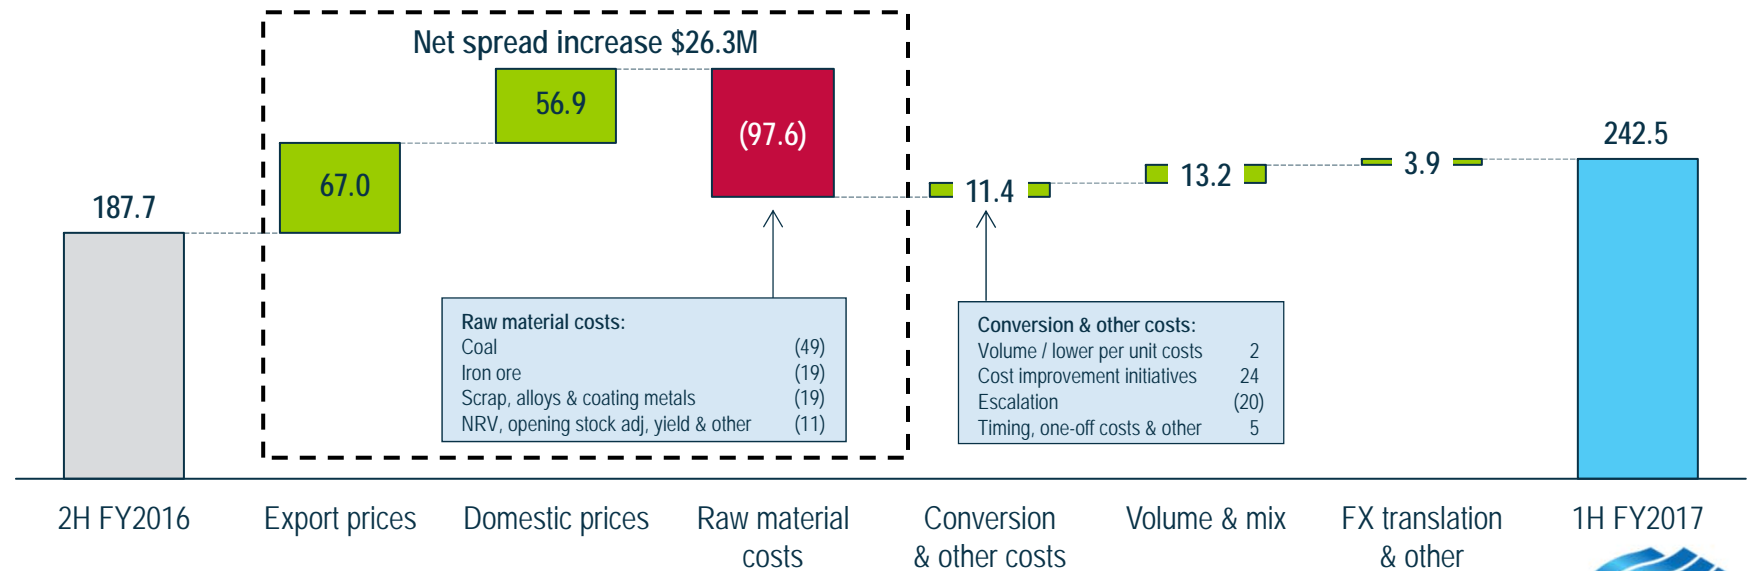 Net spread increase $26.3M
187.7
67.0
56.9
(97.6)
11.4
13.2
3.9
242.5
Raw material costs:
Coal (49)
Iron ore (19)
Scrap, alloys & coating metals (19)
NRV, opening stock adj, yield & other (11)
Conversion & other costs:
Volume / lower per unit costs 2
Cost improvement initiatives 24
Escalation (20)
Timing, one-off costs & other 5
2H FY2016
Export prices
Domestic prices
Raw material
costs
Conversion
& other costs
Volume & mix
FX translation
& other
1H FY2017